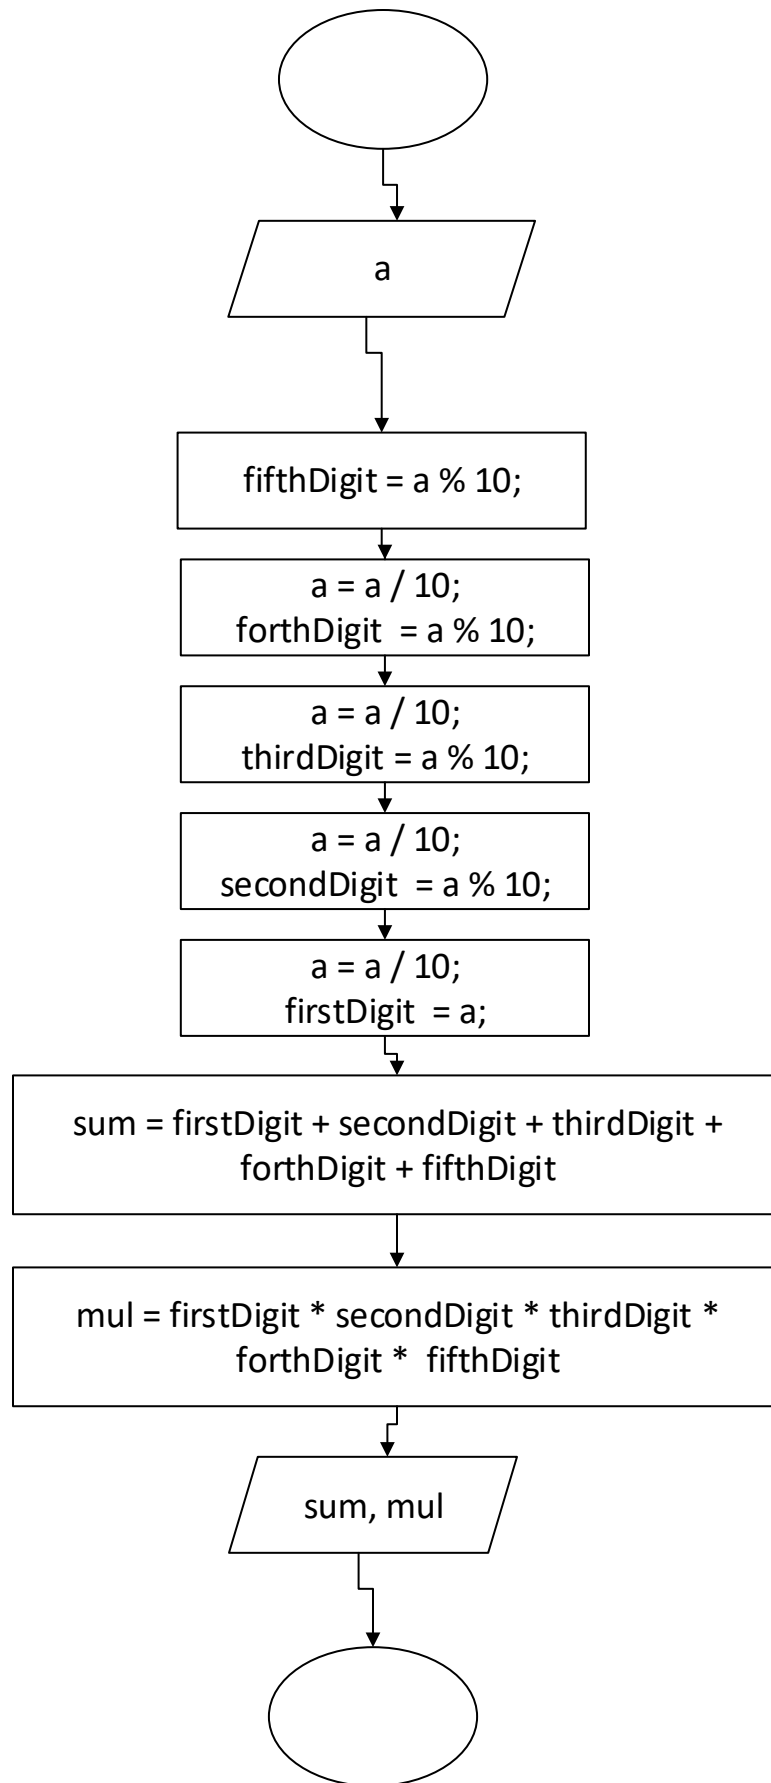 a
fifthDigit = a % 10;
a = a / 10;
forthDigit  = a % 10;
a = a / 10;
thirdDigit = a % 10;
a = a / 10;
secondDigit  = a % 10;
a = a / 10;
firstDigit  = a;
sum = firstDigit + secondDigit + thirdDigit +
forthDigit + fifthDigit
mul = firstDigit * secondDigit * thirdDigit *
forthDigit *  fifthDigit
sum, mul